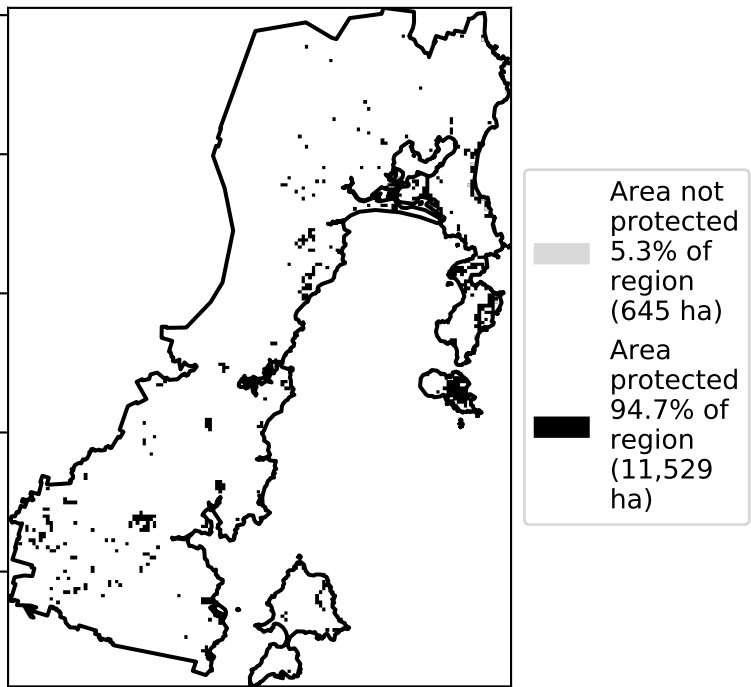 Area not
protected
5.3% of
region
(645 ha)
Area
protected
94.7% of
region
(11,529
ha)